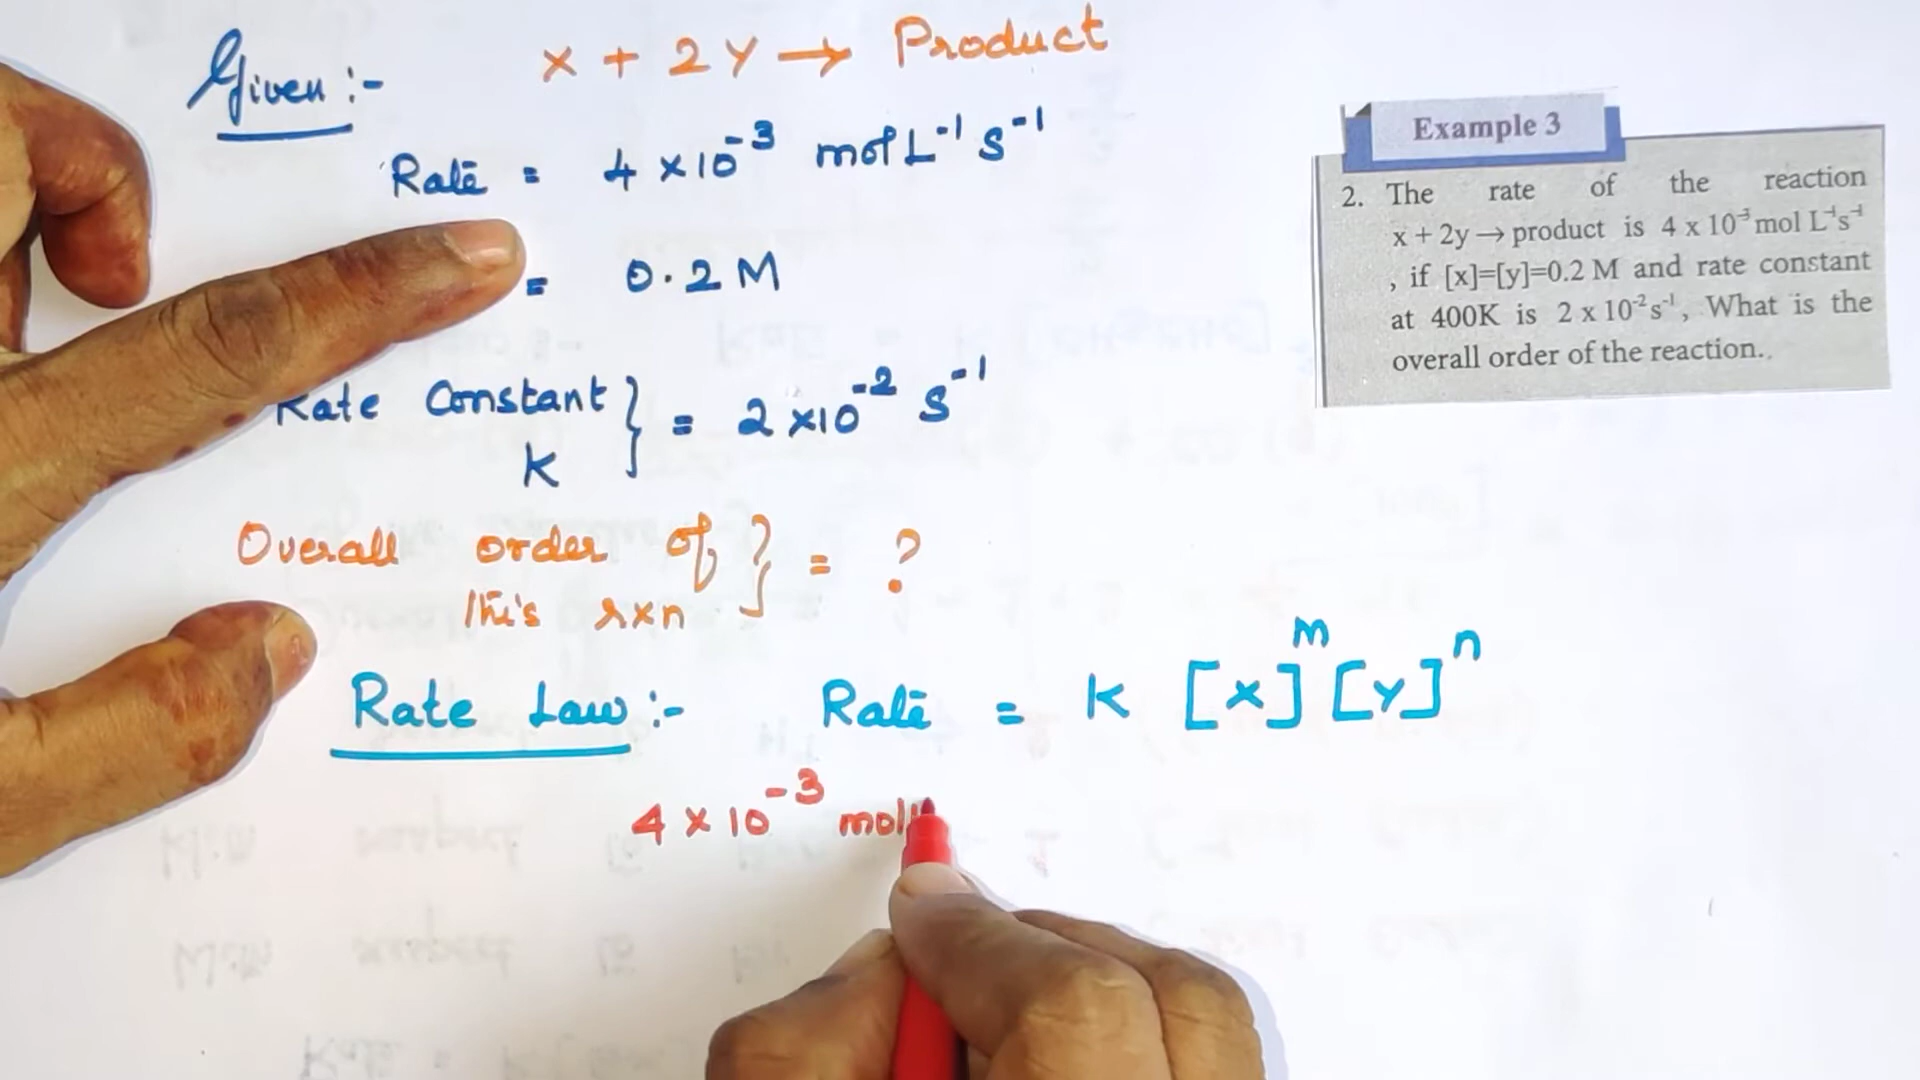 Given :-
x + 2y → Product
Rate = 4 × 10⁻³ mol L⁻¹ s⁻¹
= 0.2 M
Rate Constant } = 2 ×10⁻² s⁻¹
k
Overall order of } = ?
this rxn
Rate Law :- Rate = k [x]ᵐ [y]ⁿ
4 × 10⁻³ mol
Example 3
2. The rate of the reaction
x + 2y → product is 4 x 10⁻³ mol L⁻¹s⁻¹
, if [x]=[y]=0.2 M and rate constant
at 400K is 2 x 10⁻²s⁻¹, What is the
overall order of the reaction..